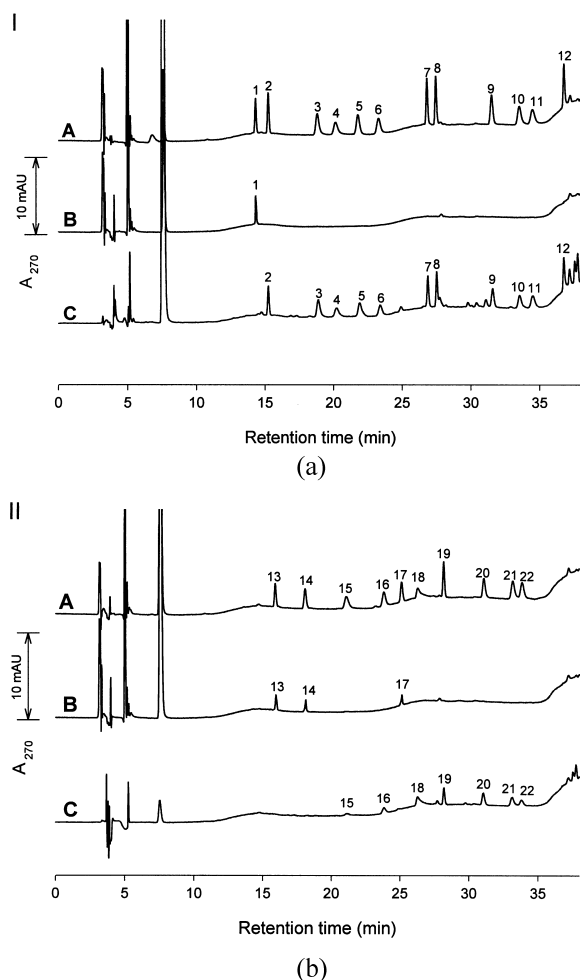 I
A
1 2 3 4 5 6 7 8 9 10 11 12
10 mAU
B
1
A 270
C
2 3 4 5 6 7 8 9 10 11 12
0 5 10 15 20 25 30 35
Retention time (min)
(a)
II
A
13 14 15 16 17 18 19 20 21 22
10 mAU
B
13 14 17
A 270
C
15 16 18 19 20 21 22
0 5 10 15 20 25 30 35
Retention time (min)
(b)